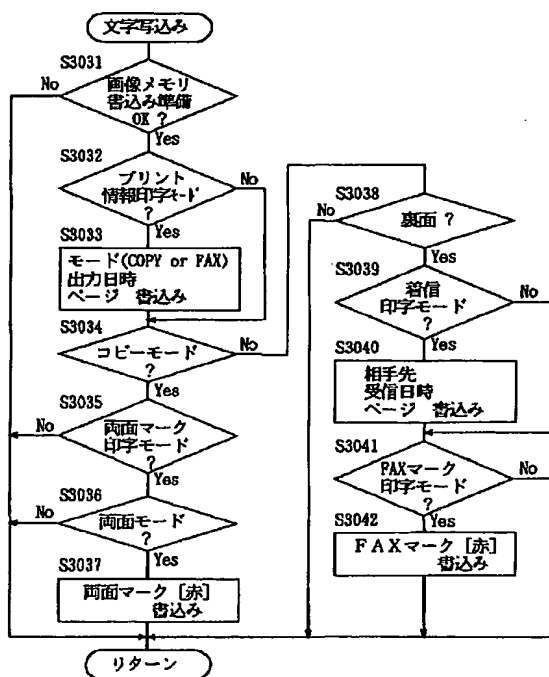 文字写込み
S3031
No
画像メモリ
書込み準備
OK ?
Yes
S3032
プリント
情報印字モード
?
No
Yes
S3033
モード(COPY or FAX)
出力日時
ページ 書込み
S3034
コピーモード
?
No
Yes
S3035
No
両面マーク
印字モード
?
Yes
S3036
No
両面モード
?
Yes
S3037
両面マーク [赤]
書込み
リターン
S3038
No
裏面 ?
Yes
S3039
着信
印字モード
?
No
Yes
S3040
相手先
受信日時
ページ 書込み
S3041
FAXマーク
印字モード
?
No
Yes
S3042
FAXマーク [赤]
書込み